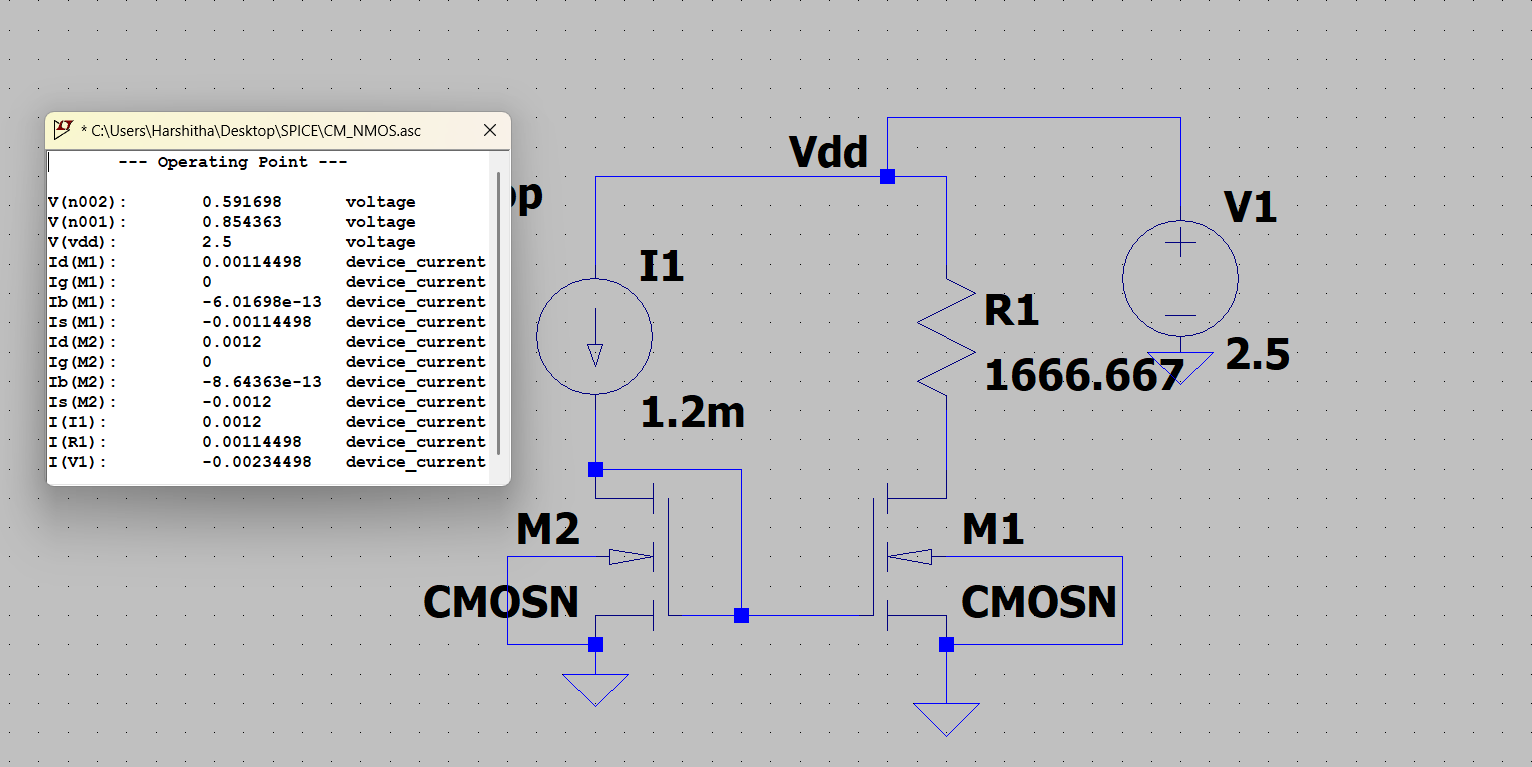 * C:\Users\Harshitha\Desktop\SPICE\CM_NMOS.asc
--- Operating Point ---
V(n002): 0.591698 voltage
V(n001): 0.854363 voltage
V(vdd): 2.5 voltage
Id(M1): 0.00114498 device_current
Ig(M1): 0 device_current
Ib(M1): -6.01698e-13 device_current
Is(M1): -0.00114498 device_current
Id(M2): 0.0012 device_current
Ig(M2): 0 device_current
Ib(M2): -8.64363e-13 device_current
Is(M2): -0.0012 device_current
I(I1): 0.0012 device_current
I(R1): 0.00114498 device_current
I(V1): -0.00234498 device_current
Vdd
V1
I1
R1
2.5
1666.667
1.2m
M2
M1
CMOSN
CMOSN